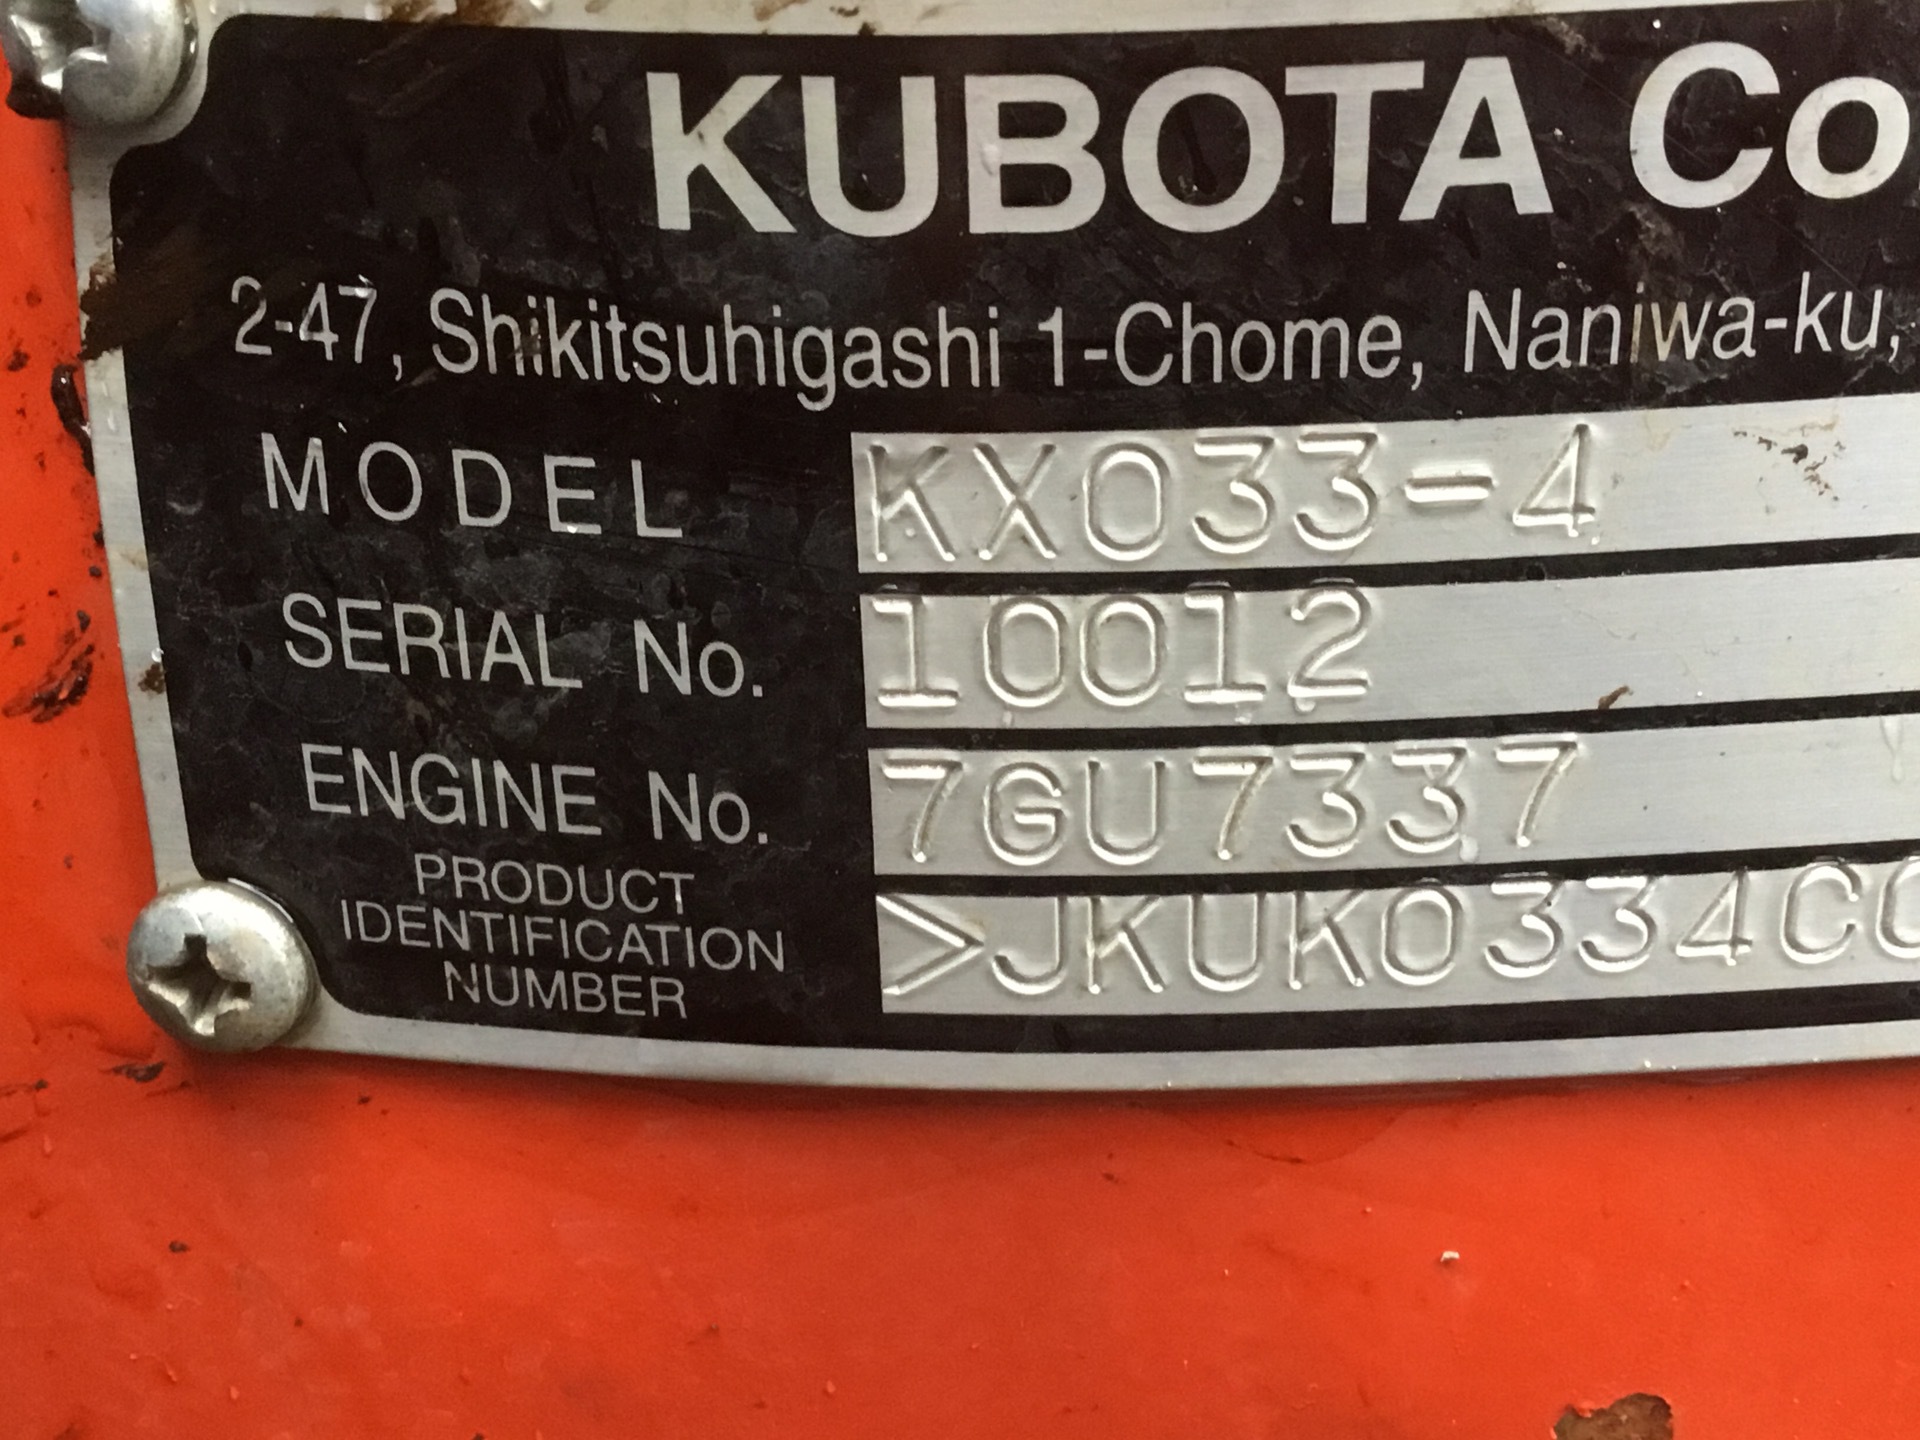 KUBOTA Co
2-47, Shikitsuhigashi 1-Chome, Naniwa-ku,
MODEL KX033-4
SERIAL No. 10012
ENGINE No. 7GU7337
PRODUCT IDENTIFICATION NUMBER >JKUK0334C0